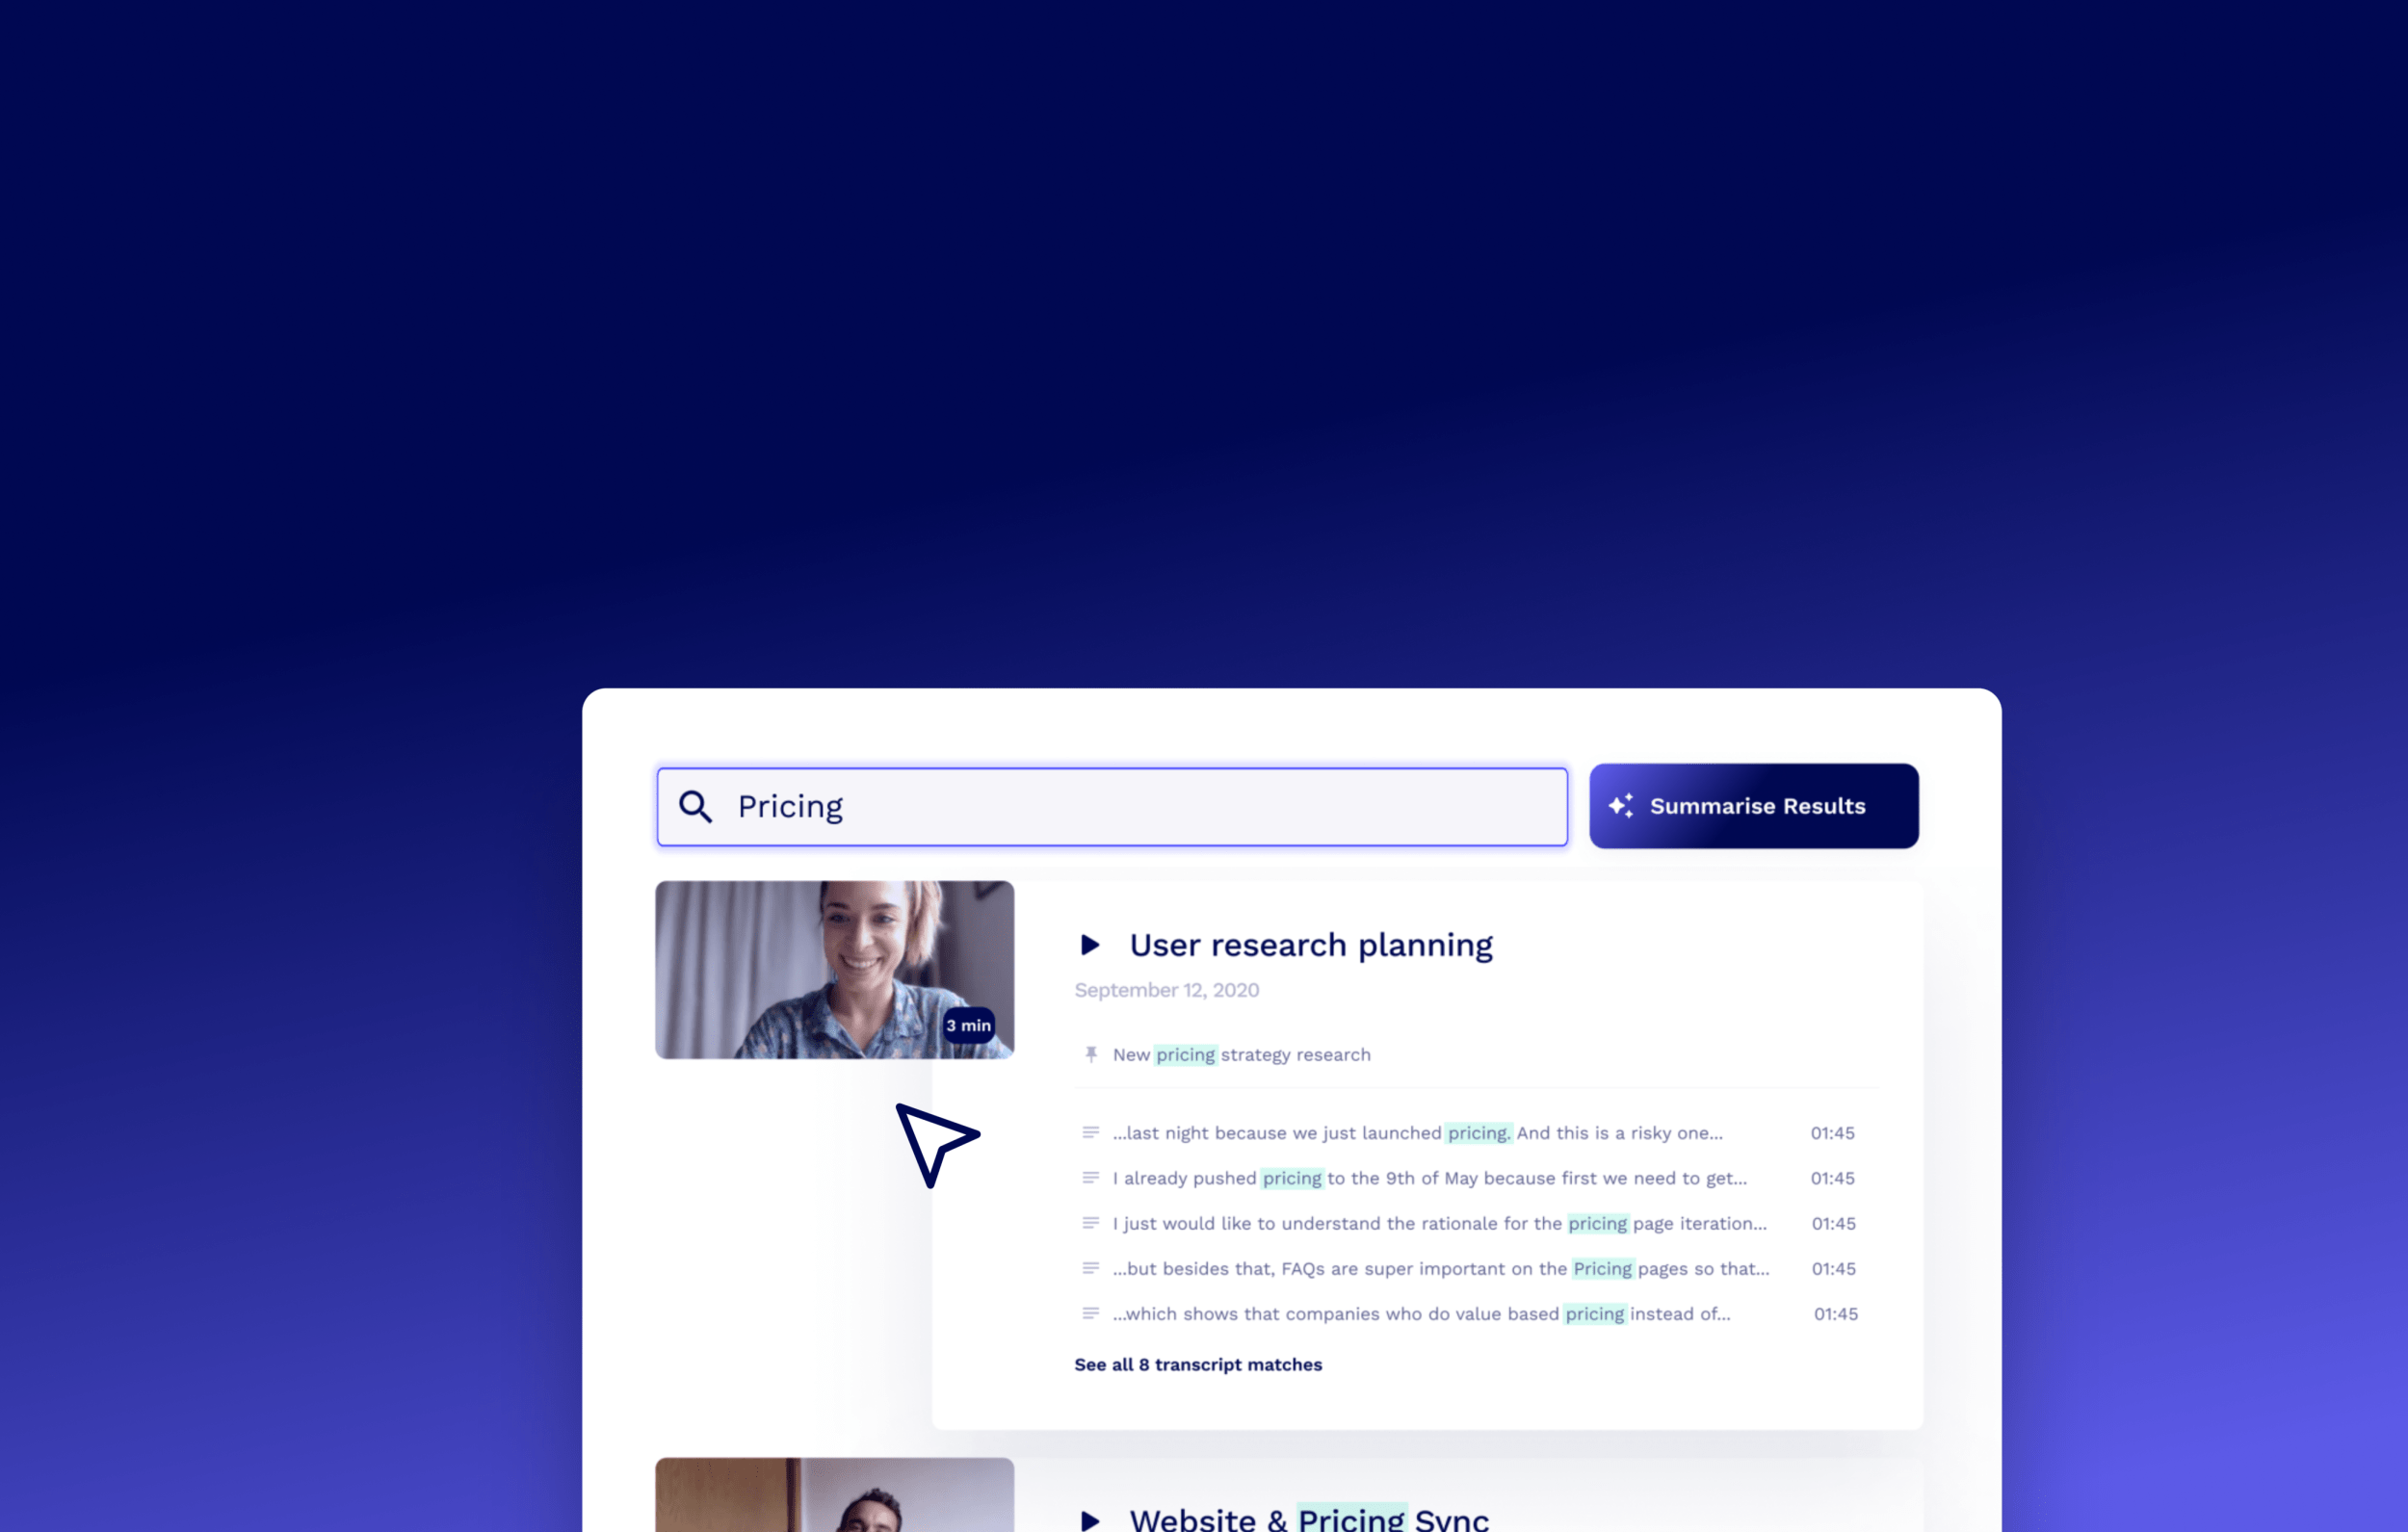 Pricing
Summarise Results
3 min
User research planning
September 12, 2020
New pricing strategy research
...last night because we just launched pricing. And this is a risky one... 01:45
I already pushed pricing to the 9th of May because first we need to get... 01:45
I just would like to understand the rationale for the pricing page iteration... 01:45
...but besides that, FAQs are super important on the Pricing pages so that... 01:45
...which shows that companies who do value based pricing instead of... 01:45
See all 8 transcript matches
Website & Pricing Sync